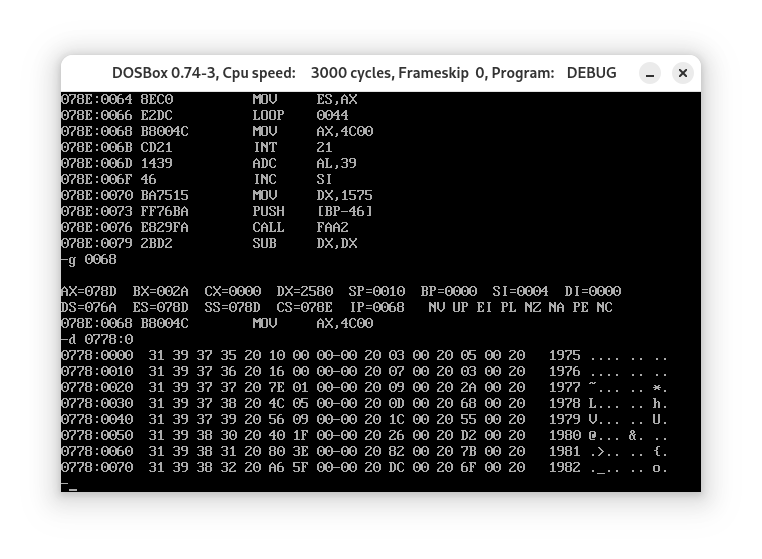 DOSBox 0.74-3, Cpu speed:    3000 cycles, Frameskip  0, Program:   DEBUG
078E:0064 8EC0          MOV     ES,AX
078E:0066 E2DC          LOOP    0044
078E:0068 B8004C        MOV     AX,4C00
078E:006B CD21          INT     21
078E:006D 1439          ADC     AL,39
078E:006F 46            INC     SI
078E:0070 BA7515        MOV     DX,1575
078E:0073 FF76BA        PUSH    [BP-46]
078E:0076 E829FA        CALL    FAA2
078E:0079 2BD2          SUB     DX,DX
-g 0068
AX=078D  BX=002A  CX=0000  DX=2580  SP=0010  BP=0000  SI=0004  DI=0000
DS=076A  ES=078D  SS=078D  CS=078E  IP=0068   NV UP EI PL NZ NA PE NC
078E:0068 B8004C        MOV     AX,4C00
-d 0778:0
0778:0000  31 39 37 35 20 10 00 00-00 20 03 00 20 05 00 20   1975 .... .. ..
0778:0010  31 39 37 36 20 16 00 00-00 20 07 00 20 03 00 20   1976 .... .. ..
0778:0020  31 39 37 37 20 7E 01 00-00 20 09 00 20 2A 00 20   1977 ~... .. *.
0778:0030  31 39 37 38 20 4C 05 00-00 20 0D 00 20 68 00 20   1978 L... .. h.
0778:0040  31 39 37 39 20 56 09 00-00 20 1C 00 20 55 00 20   1979 V... .. U.
0778:0050  31 39 38 30 20 40 1F 00-00 20 26 00 20 D2 00 20   1980 @... &. ..
0778:0060  31 39 38 31 20 80 3E 00-00 20 82 00 20 7B 00 20   1981 .>.. .. {.
0778:0070  31 39 38 32 20 A6 5F 00-00 20 DC 00 20 6F 00 20   1982 ._.. .. o.
-_